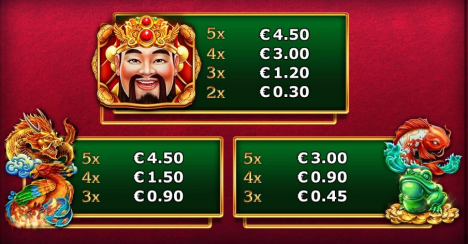 5x €4.50
4x €3.00
3x €1.20
2x €0.30
5x €4.50
4x €1.50
3x €0.90
5x €3.00
4x €0.90
3x €0.45